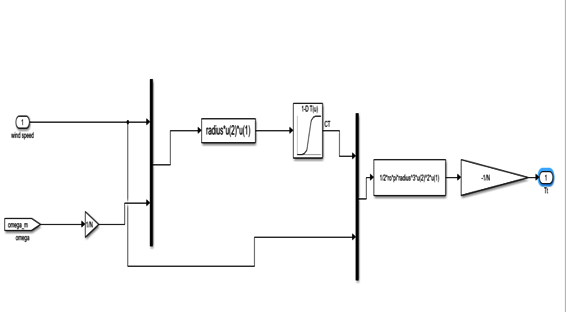 1-D T(u)
1
wind speed
radius*u(2)*u(1)
CT
1/2*ro*pi*radius^3*u(2)^2*u(1)
-1/N
1
Tt
omega_m
omega
1/N